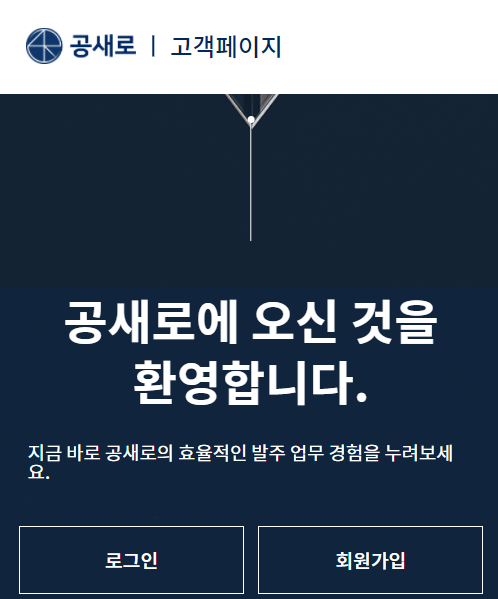 공새로 | 고객페이지
공새로에 오신 것을
환영합니다.
지금 바로 공새로의 효율적인 발주 업무 경험을 누려보세
요.
로그인 회원가입